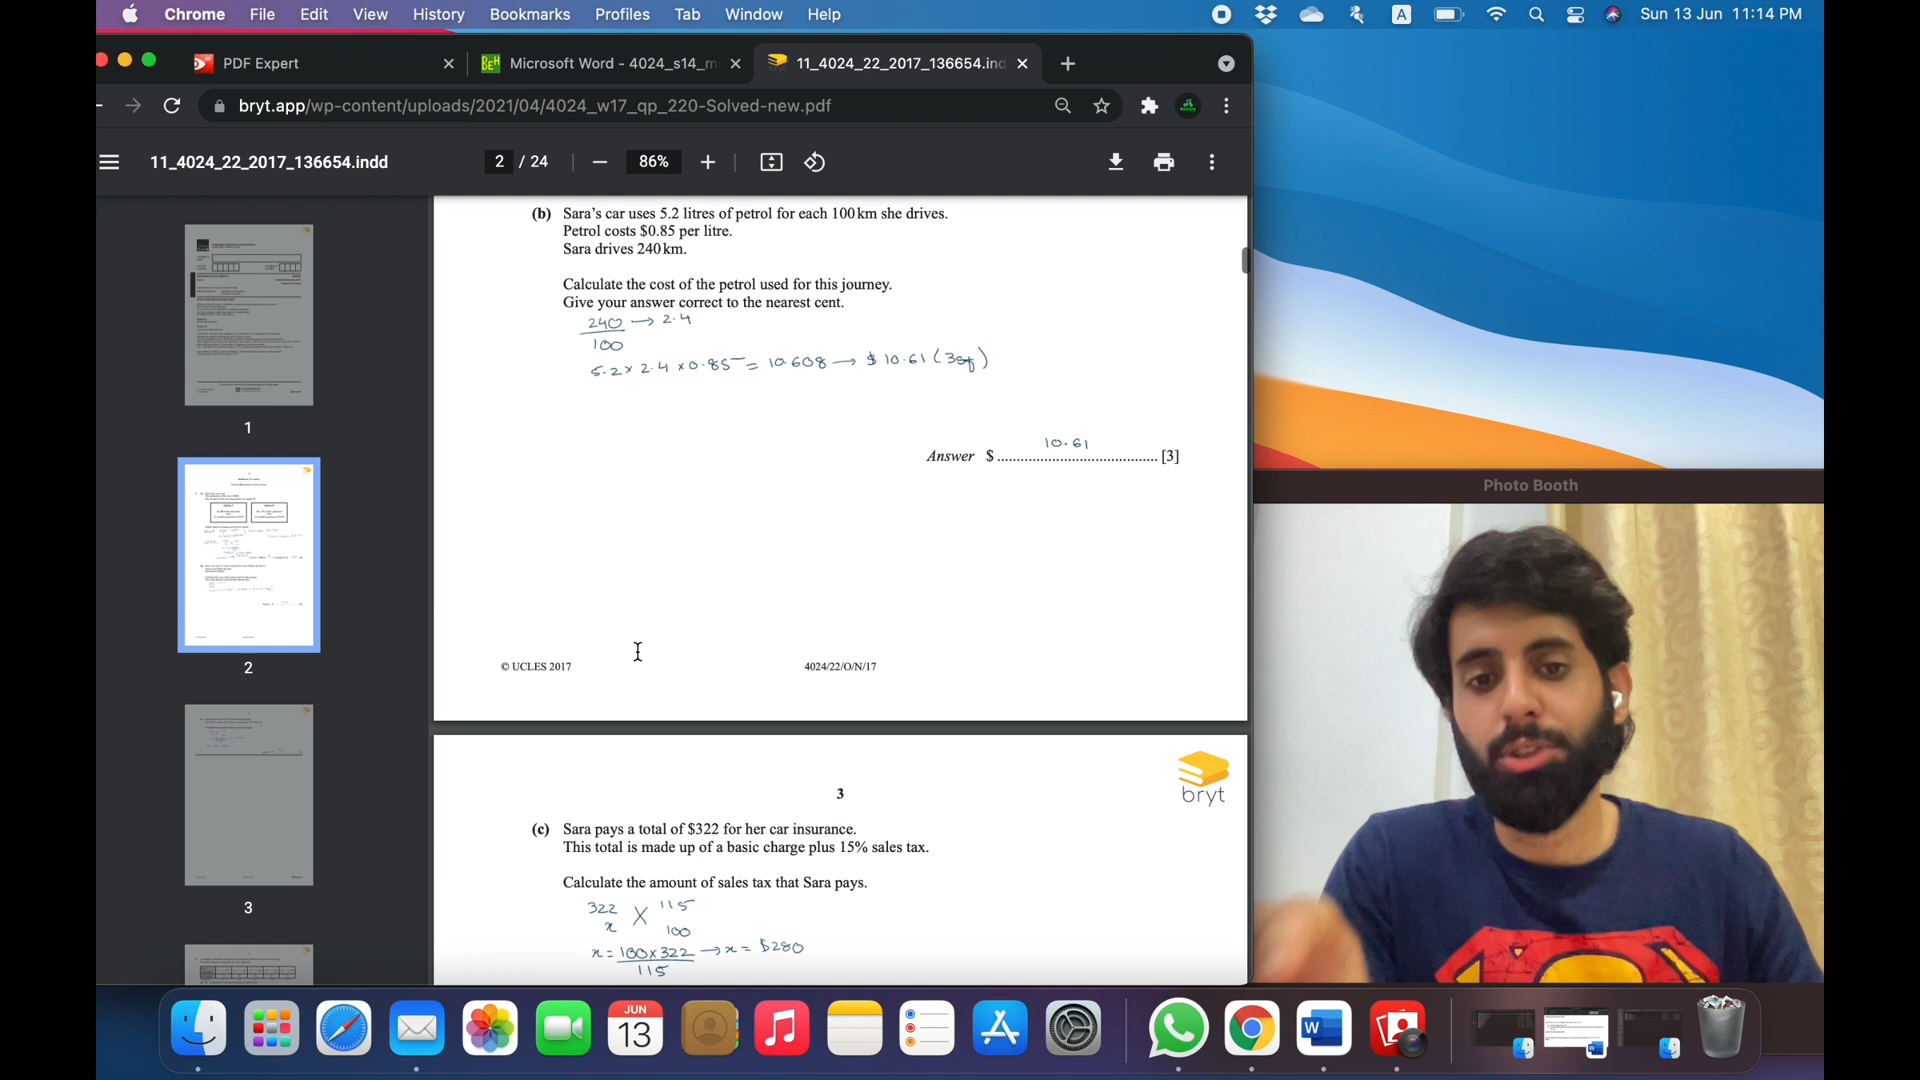 Chrome File Edit View History Bookmarks Profiles Tab Window Help
A Sun 13 Jun 11:14 PM
PDF Expert
BEH Microsoft Word - 4024_s14_m
11_4024_22_2017_136654.ind
bryt.app/wp-content/uploads/2021/04/4024_w17_qp_220-Solved-new.pdf
11_4024_22_2017_136654.indd
2 / 24
86%
(b) Sara's car uses 5.2 litres of petrol for each 100 km she drives.
Petrol costs $0.85 per litre.
Sara drives 240 km.
Calculate the cost of the petrol used for this journey.
Give your answer correct to the nearest cent.
240 → 2.4
100
5.2 x 2.4 x 0.85 = 10.608 → $ 10.61 (3sf)
10.61
Answer $ ........................................ [3]
© UCLES 2017
4024/22/O/N/17
bryt
3
(c) Sara pays a total of $322 for her car insurance.
This total is made up of a basic charge plus 15% sales tax.
Calculate the amount of sales tax that Sara pays.
322 X 115
x 100
x = 100 x 322 → x = $280
115
1
2
3
Photo Booth
JUN
13
W